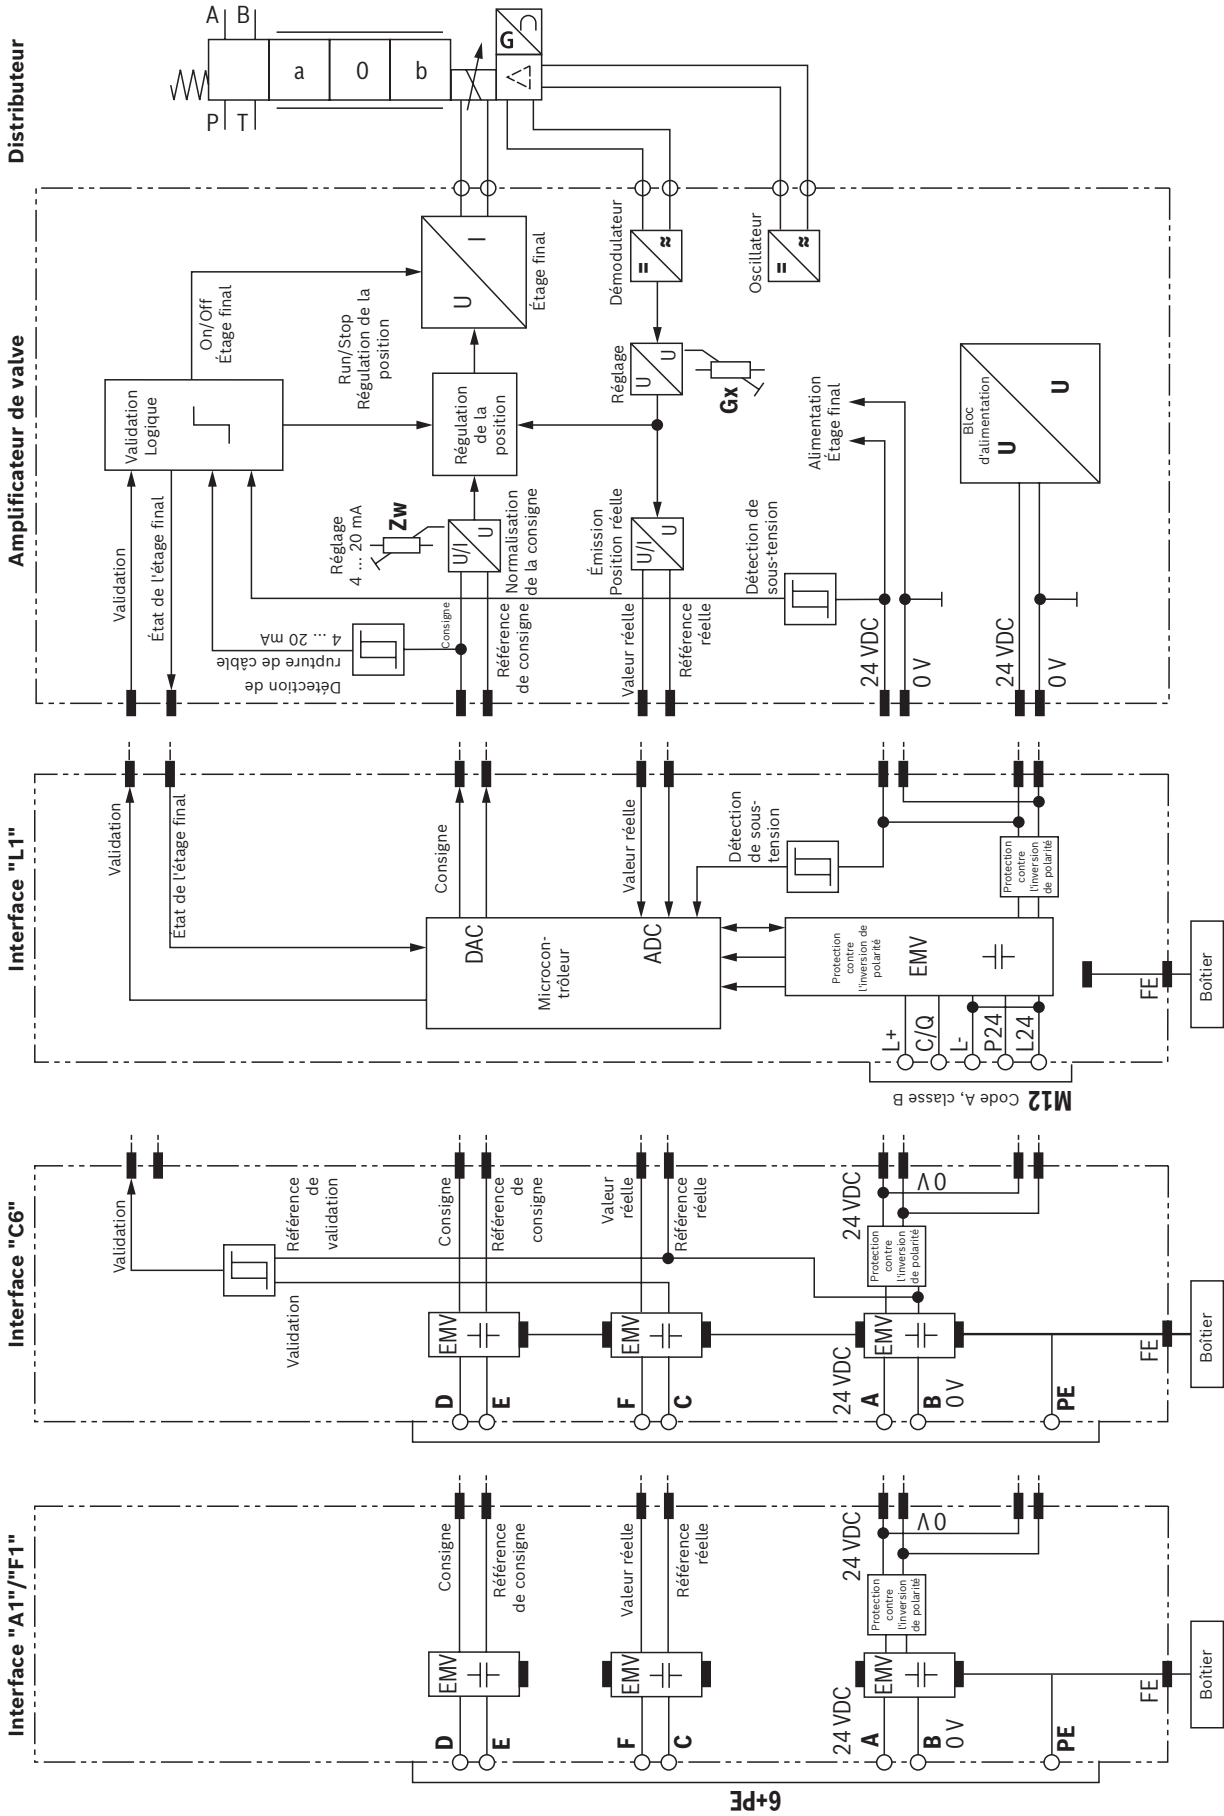 Interface "A1"/"F1"
Interface "C6"
Interface "L1"
Amplificateur de valve
Distributeur
6+PE
D
E
F
C
24 VDC
A
B
0 V
PE
EMV
EMV
EMV
Consigne
Référence
de consigne
Valeur réelle
Référence
réelle
Protection
contre
l'inversion
de polarité
24 VDC
0 V
FE
Boîtier
D
E
F
C
24 VDC
A
B
0 V
PE
EMV
EMV
EMV
Validation
Validation
Référence
de
validation
Consigne
Référence
de
consigne
Valeur
réelle
Référence
réelle
Protection
contre
l'inversion
de polarité
24 VDC
0 V
FE
Boîtier
M12 Code A, classe B
L+
C/Q
L-
P24
L24
Protection
contre
l'inversion de
polarité
EMV
Microcon-
trôleur
DAC
ADC
Validation
État de l'étage final
Consigne
Valeur réelle
Détection
de sous-
tension
Protection
contre
l'inversion
de polarité
FE
Boîtier
Validation
État de l'étage final
Détection de
rupture de câble
4 ... 20 mA
Consigne
Référence
de consigne
Valeur réelle
Référence
réelle
24 VDC
0 V
24 VDC
0 V
Réglage
4 ... 20 mA
Zw
U/I
U
Normalisation
de la consigne
Émission
Position réelle
U/I
U
Détection de
sous-tension
Validation
Logique
On/Off
Étage final
Run/Stop
Régulation de la
position
Régulation
de la
position
Réglage
U
U
Gx
Alimentation
Étage final
Bloc
d'alimentation
U
U
U
I
Étage final
Démodulateur
=
≈
Oscillateur
=
≈
A
B
P
T
a
0
b
G